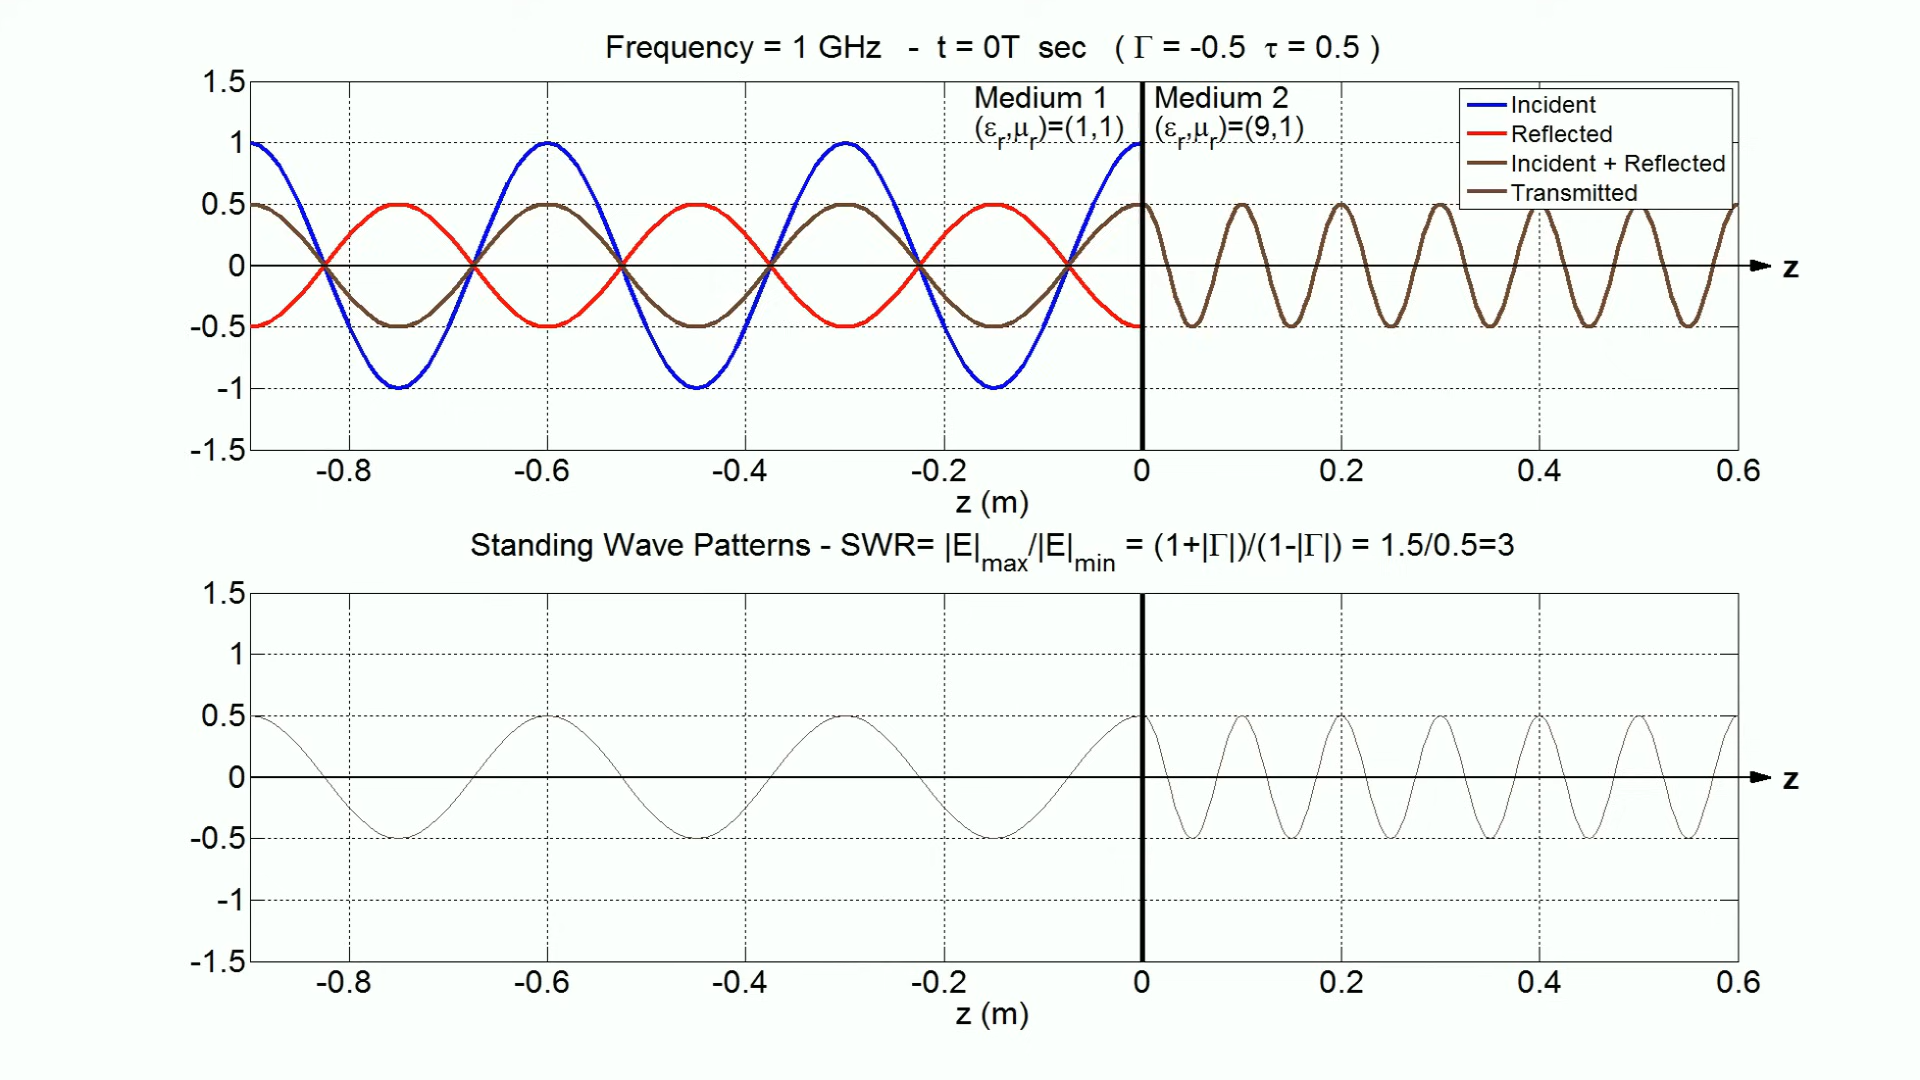 Frequency = 1 GHz - t = 0T sec ( Γ = -0.5 τ = 0.5 )
1.5
1
0.5
0
-0.5
-1
-1.5
Medium 1
(εr,μr)=(1,1)
Medium 2
(εr,μr)=(9,1)
Incident
Reflected
Incident + Reflected
Transmitted
z
-0.8 -0.6 -0.4 -0.2 0 0.2 0.4 0.6
z (m)
Standing Wave Patterns - SWR= |E|max/|E|min = (1+|Γ|)/(1-|Γ|) = 1.5/0.5=3
1.5
1
0.5
0
-0.5
-1
-1.5
z
-0.8 -0.6 -0.4 -0.2 0 0.2 0.4 0.6
z (m)